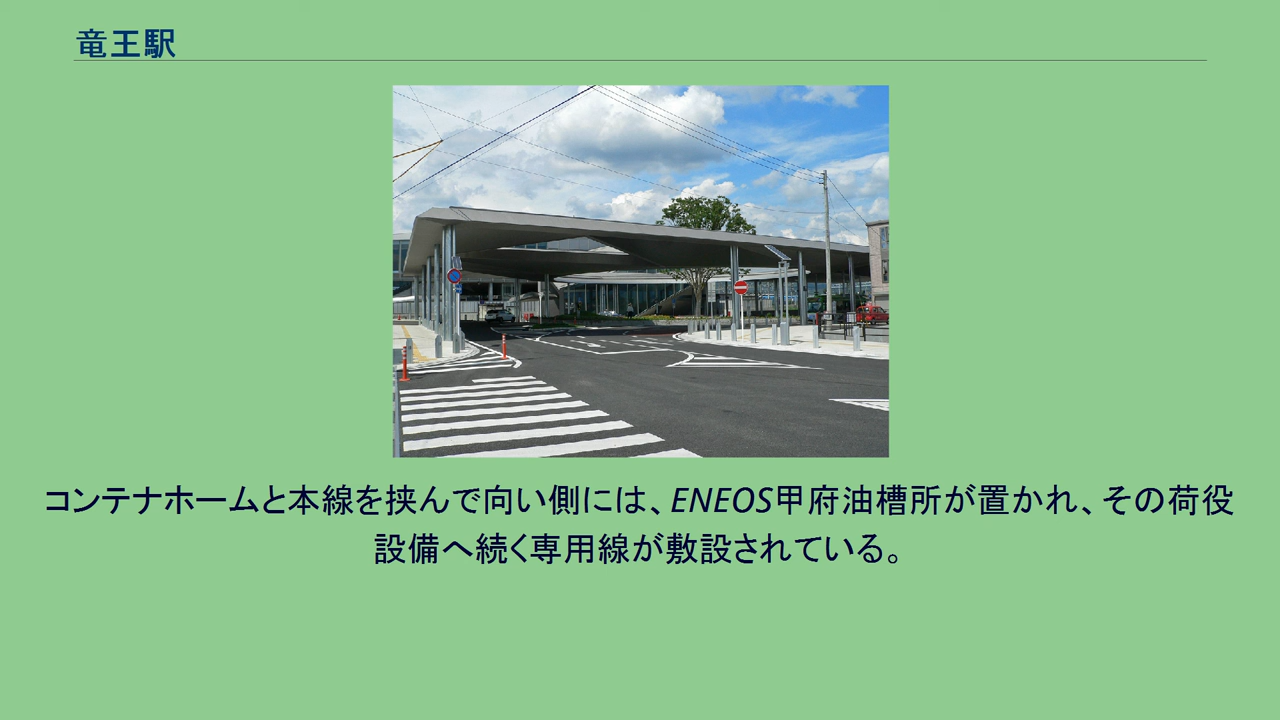 竜王駅
コンテナホームと本線を挟んで向い側には、ENEOS甲府油槽所が置かれ、その荷役
設備へ続く専用線が敷設されている。